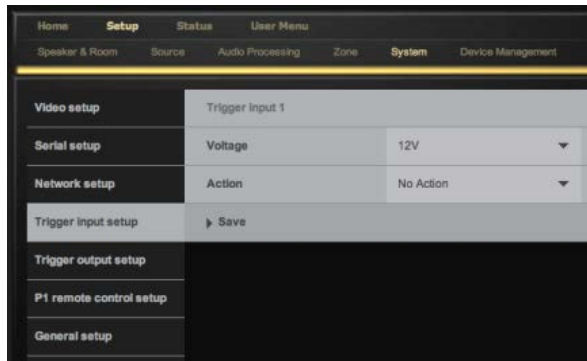 Home Setup Status User Menu
Speaker & Room Source Audio Processing Zone System Device Management
Video setup Trigger input 1
Serial setup Voltage 12V
Network setup Action No Action
Trigger input setup Save
Trigger output setup
P1 remote control setup
General setup